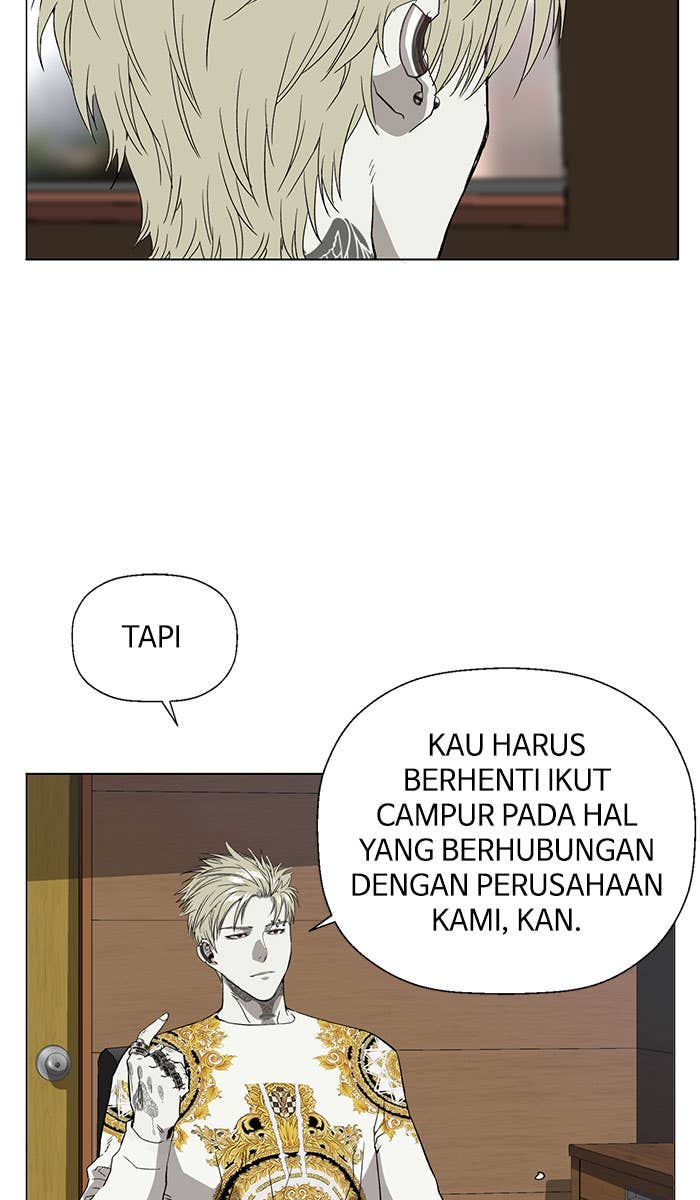 TAPI
KAU HARUS
BERHENTI IKUT
CAMPUR PADA HAL
YANG BERHUBUNGAN
DENGAN PERUSAHAAN
KAMI, KAN.